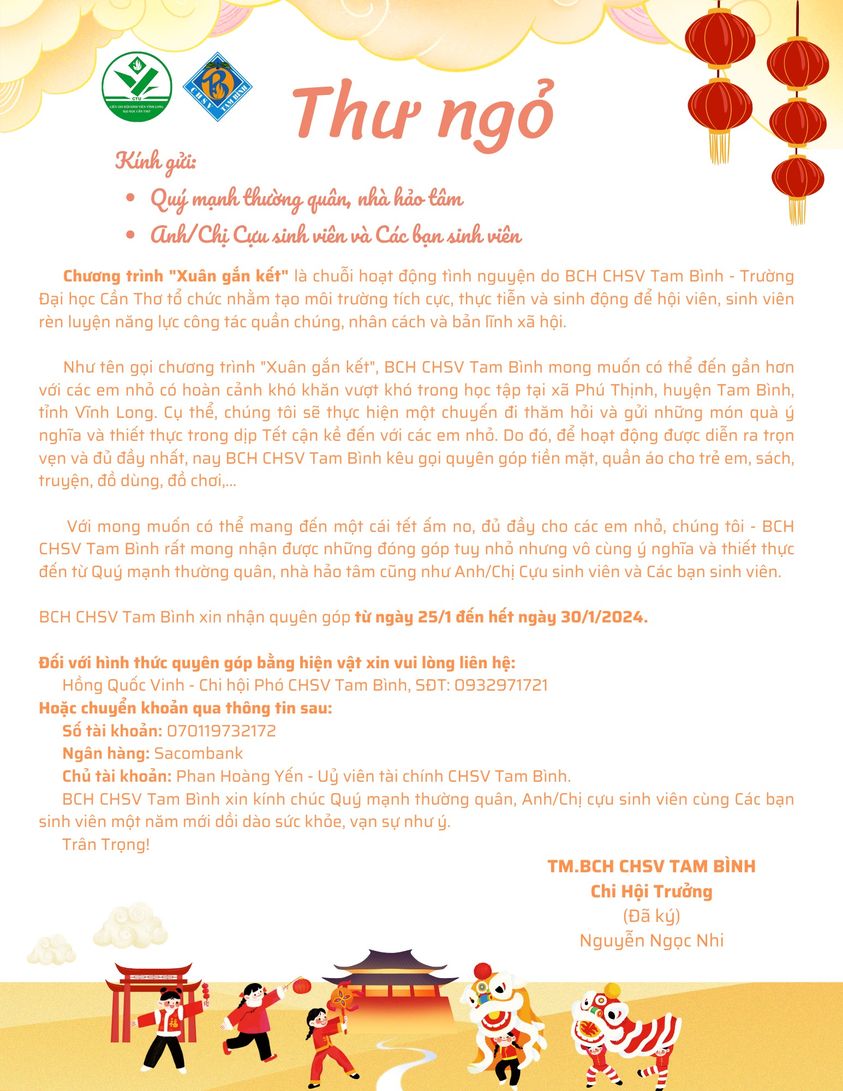 LIÊN CHI HỘI SINH VIÊN VĨNH LONG
ĐẠI HỌC CẦN THƠ
CHSV TAM BÌNH
Thư ngỏ
Kính gửi:
• Quý mạnh thường quân, nhà hảo tâm
• Anh/Chị Cựu sinh viên và Các bạn sinh viên
Chương trình "Xuân gắn kết" là chuỗi hoạt động tình nguyện do BCH CHSV Tam Bình - Trường
Đại học Cần Thơ tổ chức nhằm tạo môi trường tích cực, thực tiễn và sinh động để hội viên, sinh viên
rèn luyện năng lực công tác quần chúng, nhân cách và bản lĩnh xã hội.
Như tên gọi chương trình "Xuân gắn kết", BCH CHSV Tam Bình mong muốn có thể đến gần hơn
với các em nhỏ có hoàn cảnh khó khăn vượt khó trong học tập tại xã Phú Thịnh, huyện Tam Bình,
tỉnh Vĩnh Long. Cụ thể, chúng tôi sẽ thực hiện một chuyến đi thăm hỏi và gửi những món quà ý
nghĩa và thiết thực trong dịp Tết cận kề đến với các em nhỏ. Do đó, để hoạt động được diễn ra trọn
vẹn và đủ đầy nhất, nay BCH CHSV Tam Bình kêu gọi quyên góp tiền mặt, quần áo cho trẻ em, sách,
truyện, đồ dùng, đồ chơi,...
Với mong muốn có thể mang đến một cái tết ấm no, đủ đầy cho các em nhỏ, chúng tôi - BCH
CHSV Tam Bình rất mong nhận được những đóng góp tuy nhỏ nhưng vô cùng ý nghĩa và thiết thực
đến từ Quý mạnh thường quân, nhà hảo tâm cũng như Anh/Chị Cựu sinh viên và Các bạn sinh viên.
BCH CHSV Tam Bình xin nhận quyên góp từ ngày 25/1 đến hết ngày 30/1/2024.
Đối với hình thức quyên góp bằng hiện vật xin vui lòng liên hệ:
Hồng Quốc Vinh - Chi hội Phó CHSV Tam Bình, SĐT: 0932971721
Hoặc chuyển khoản qua thông tin sau:
Số tài khoản: 070119732172
Ngân hàng: Sacombank
Chủ tài khoản: Phan Hoàng Yến - Uỷ viên tài chính CHSV Tam Bình.
BCH CHSV Tam Bình xin kính chúc Quý mạnh thường quân, Anh/Chị cựu sinh viên cùng Các bạn
sinh viên một năm mới dồi dào sức khỏe, vạn sự như ý.
Trân Trọng!
TM.BCH CHSV TAM BÌNH
Chi Hội Trưởng
(Đã ký)
Nguyễn Ngọc Nhi
福